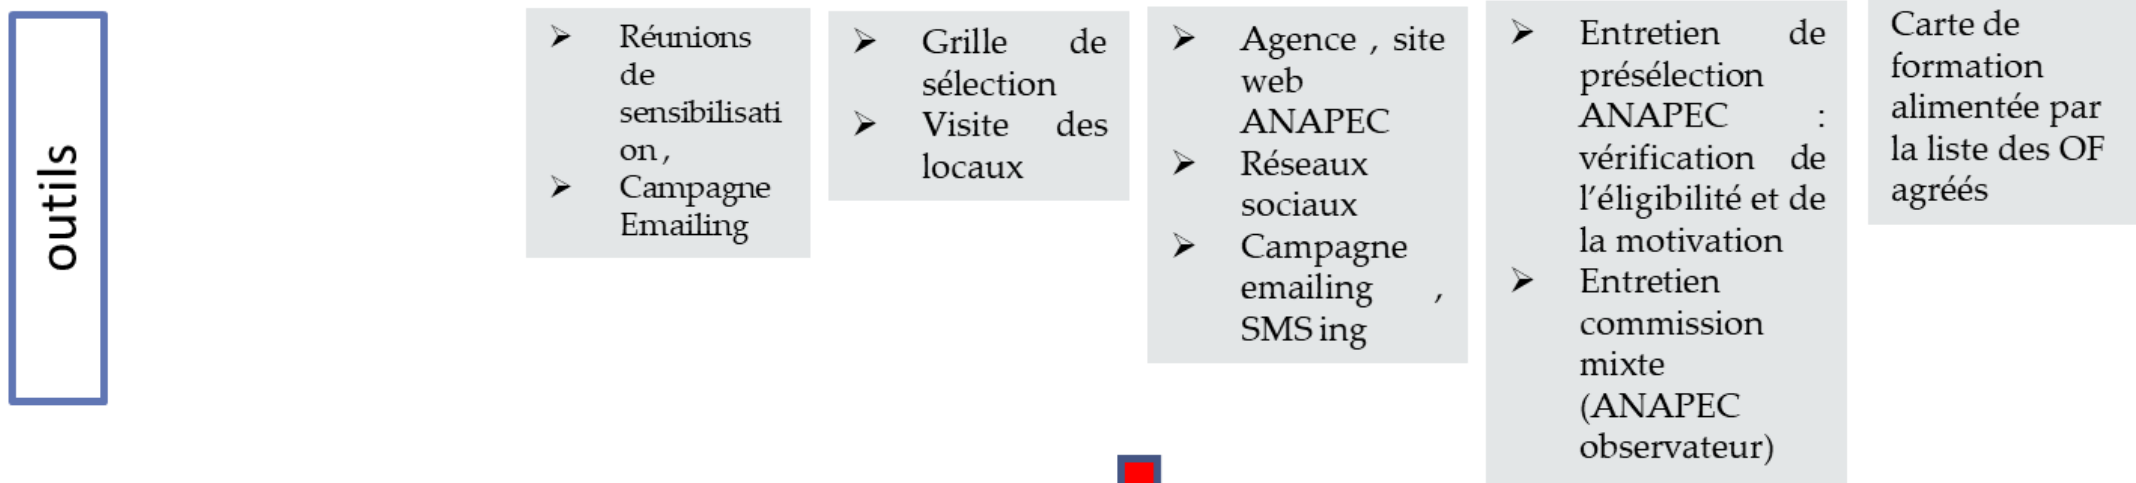 outils
➢ Réunions
de
sensibilisati
on ,
➢ Campagne
Emailing
➢ Grille de
sélection
➢ Visite des
locaux
➢ Agence , site
web
ANAPEC
➢ Réseaux
sociaux
➢ Campagne
emailing ,
SMS ing
➢ Entretien de
présélection
ANAPEC :
vérification de
l’éligibilité et de
la motivation
➢ Entretien
commission
mixte
(ANAPEC
observateur)
Carte de
formation
alimentée par
la liste des OF
agréés